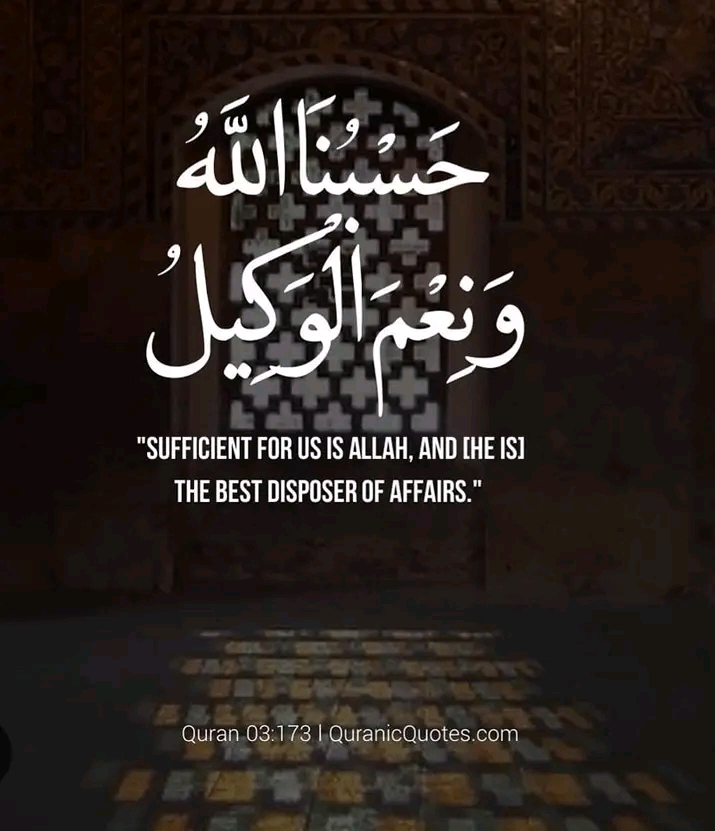 حَسْبُنَا اللَّهُ
وَنِعْمَ الْوَكِيلُ
"SUFFICIENT FOR US IS ALLAH, AND [HE IS]
THE BEST DISPOSER OF AFFAIRS."
Quran 03:173 | QuranicQuotes.com